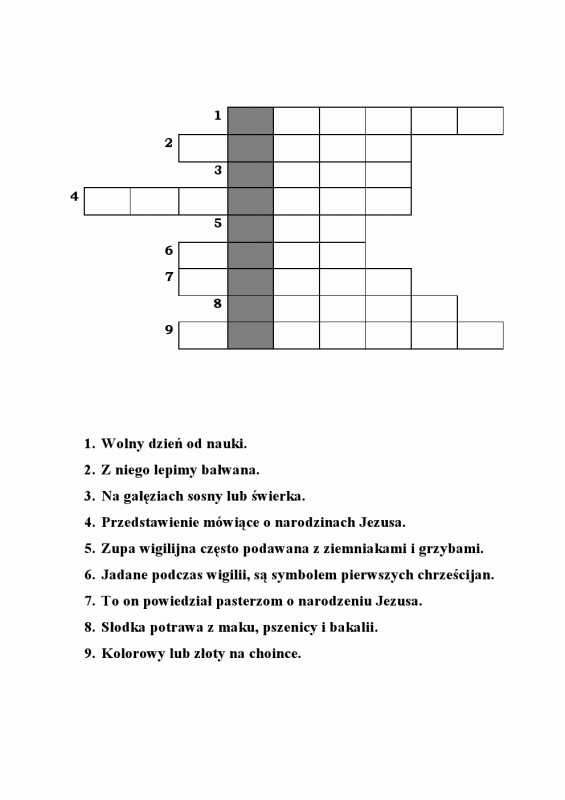 1
2
3
4
5
6
7
8
9
1. Wolny dzień od nauki.
2. Z niego lepimy bałwana.
3. Na gałęziach sosny lub świerka.
4. Przedstawienie mówiące o narodzinach Jezusa.
5. Zupa wigilijna często podawana z ziemniakami i grzybami.
6. Jadane podczas wigilii, są symbolem pierwszych chrześcijan.
7. To on powiedział pasterzom o narodzeniu Jezusa.
8. Słodka potrawa z maku, pszenicy i bakalii.
9. Kolorowy lub złoty na choince.